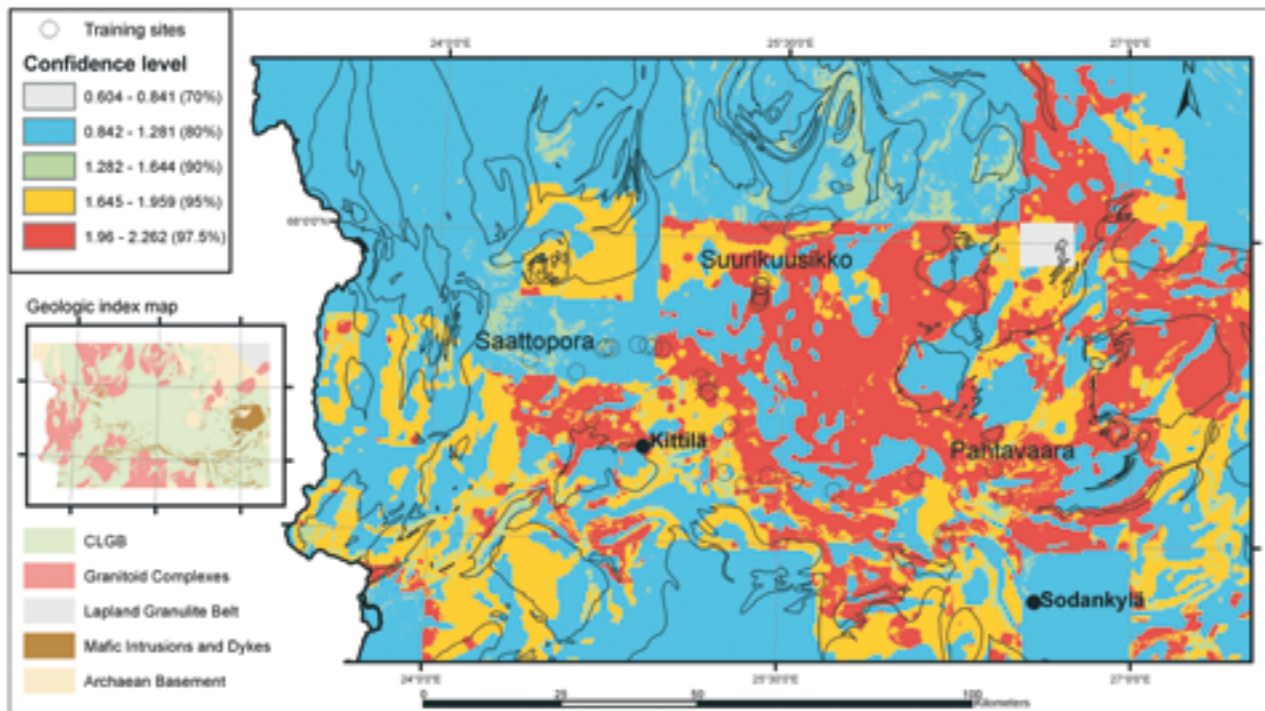 Training sites
Confidence level
0.604 - 0.841 (70%)
0.842 - 1.281 (80%)
1.282 - 1.644 (90%)
1.645 - 1.959 (95%)
1.96 - 2.262 (97.5%)
24°0'0"E
25°30'0"E
27°0'0"E
N
68°0'0"N
Suurikuusikko
Saattopora
Kittilä
Pahtavaara
Sodankylä
Geologic index map
CLGB
Granitoid Complexes
Lapland Granulite Belt
Mafic Intrusions and Dykes
Archaean Basement
24°0'0"E
25°30'0"E
27°0'0"E
0
25
50
100
Kilometers